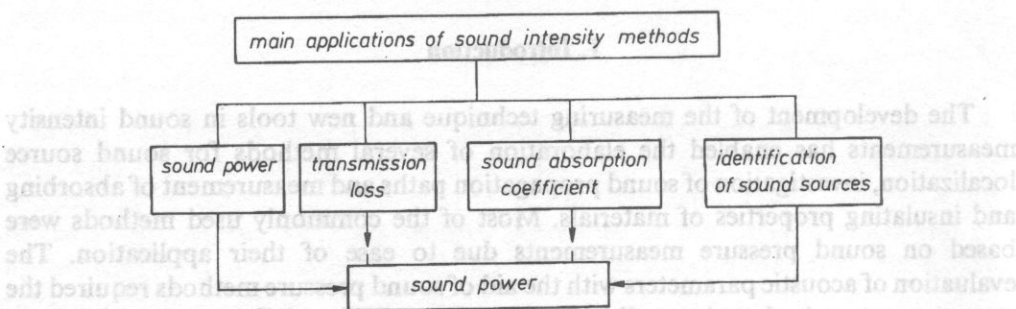 main applications of sound intensity methods
1. Introduction
The development of the measuring technique and new tools in sound intensity
measurements has enabled the elaboration of several methods for sound source
sound power
transmission
loss
sound absorption
coefficient
identification
of sound sources
localization, investigation of sound propagation paths and measurement of absorbing
and insulating properties of materials. Most of the commonly used methods were
based on sound pressure measurements due to ease of their application. The
evaluation of acoustic parameters with the aid of sound pressure methods required the
sound power